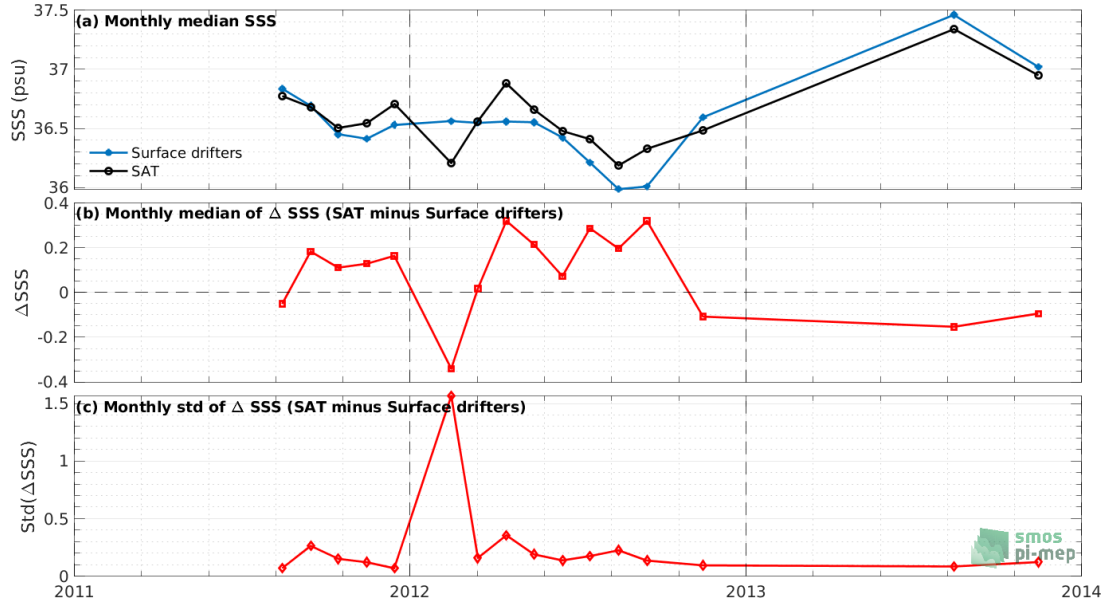 (a) Monthly median SSS
37.5
37
36.5
36
SSS (psu)
Surface drifters
SAT
(b) Monthly median of Δ SSS (SAT minus Surface drifters)
0.4
0.2
0
-0.2
-0.4
ΔSSS
(c) Monthly std of Δ SSS (SAT minus Surface drifters)
1.5
1
0.5
0
Std(ΔSSS)
smos
pi-mep
2011
2012
2013
2014